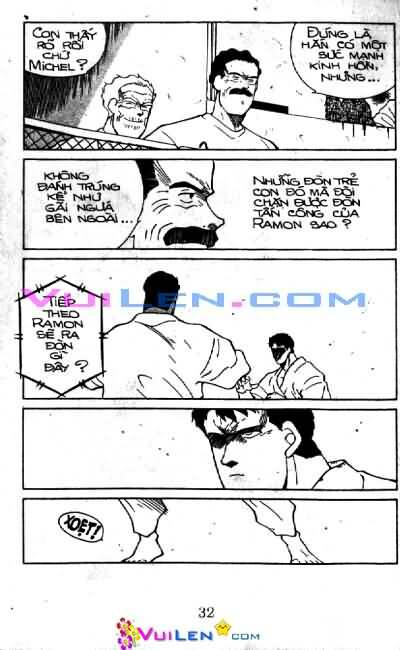 CON THẤY
RÕ RỒI
CHỨ
MICHEL?
ĐÚNG LÀ
HẮN CÓ MỘT
SỨC MẠNH
KINH HỒN,
NHƯNG...
KHÔNG
ĐÁNH TRÚNG
KẺ NHƯ
GÃI NGỨA
BÊN NGOÀI...
NHỮNG ĐÒN TRẺ
CON ĐÓ MÀ ĐÒI
CHẶN ĐƯỢC ĐÒN
TẤN CÔNG CỦA
RAMON SAO?
VUILEN.COM
TIẾP
THEO
RAMON
SẼ RA
ĐÒN
GÌ
ĐÂY?
XOẸT!
32
VUILEN.COM